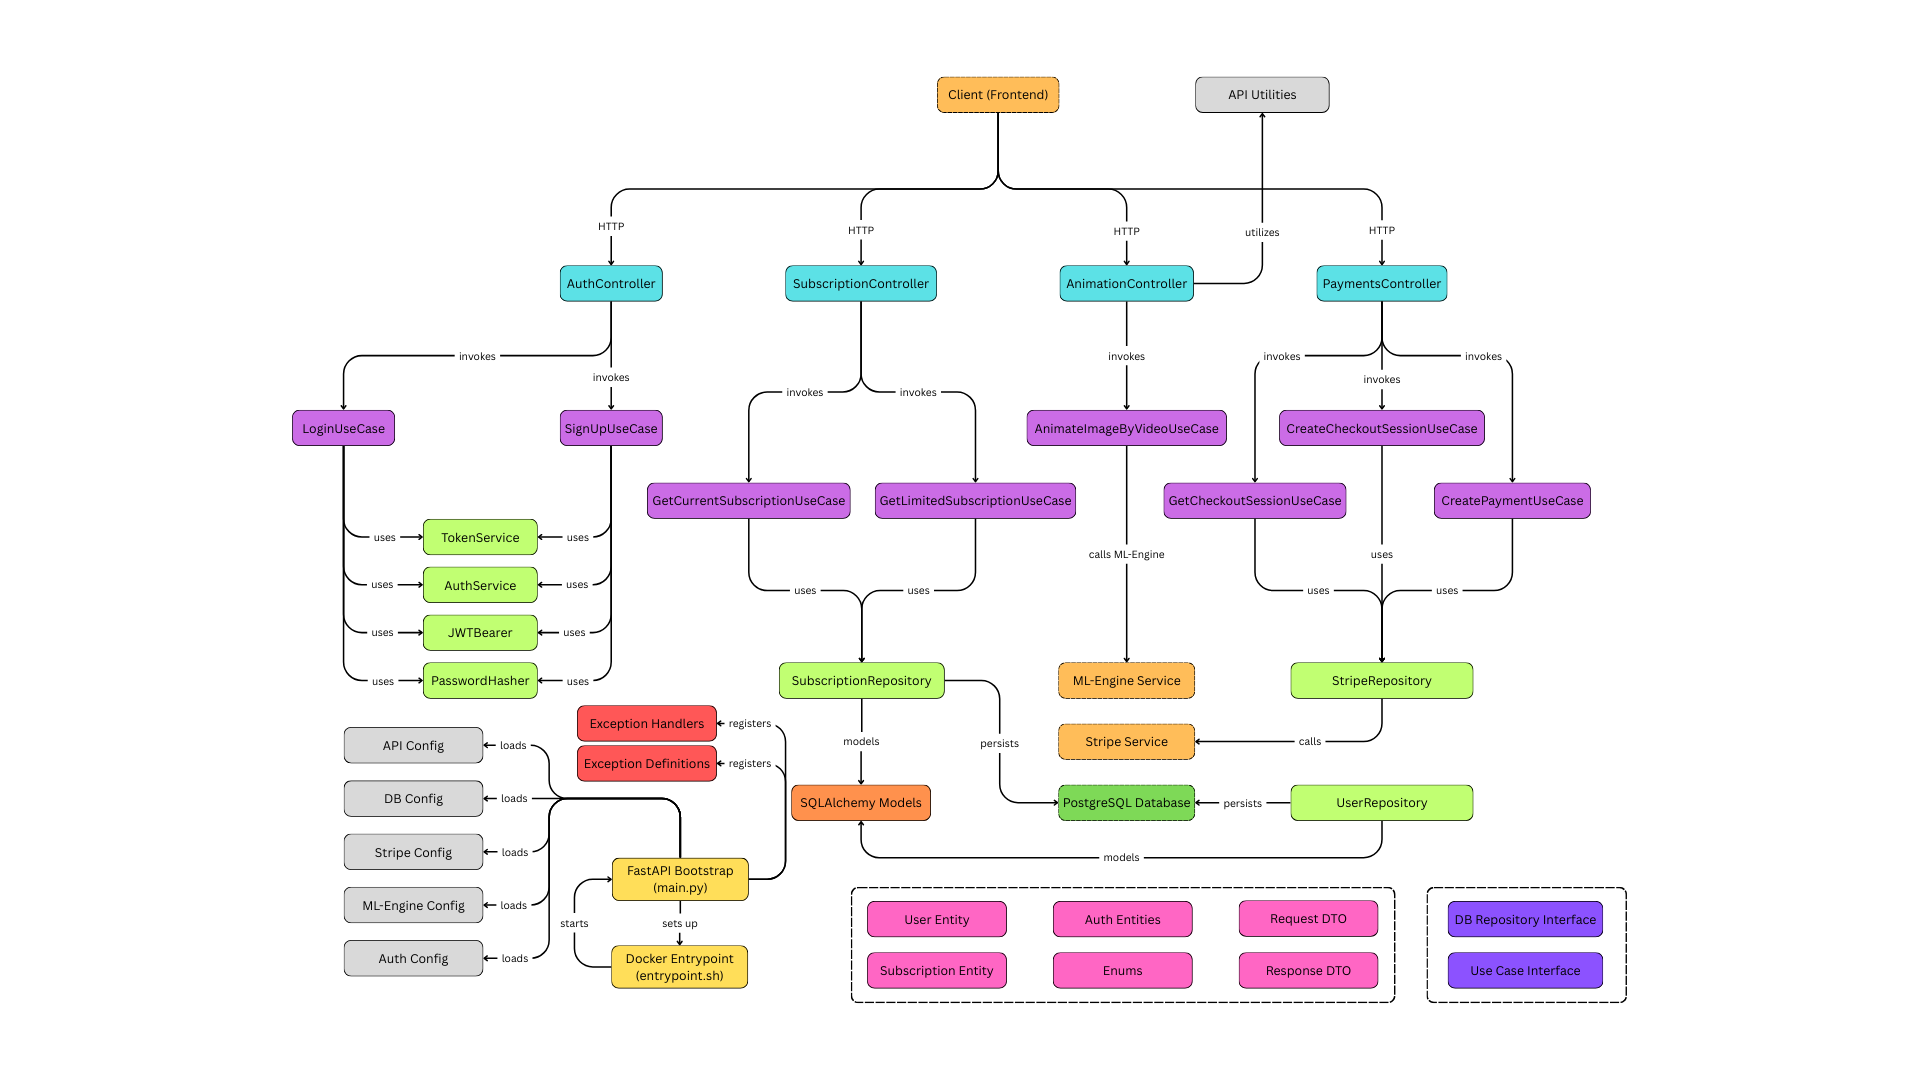 Client (Frontend)
API Utilities
HTTP
HTTP
HTTP
utilizes
HTTP
AuthController
SubscriptionController
AnimationController
PaymentsController
invokes
invokes
invokes
invokes
invokes
invokes
invokes
invokes
LoginUseCase
SignUpUseCase
AnimateImageByVideoUseCase
CreateCheckoutSessionUseCase
GetCurrentSubscriptionUseCase
GetLimitedSubscriptionUseCase
GetCheckoutSessionUseCase
CreatePaymentUseCase
uses
TokenService
uses
calls ML-Engine
uses
uses
AuthService
uses
uses
uses
uses
uses
uses
JWTBearer
uses
uses
PasswordHasher
uses
SubscriptionRepository
ML-Engine Service
StripeRepository
Exception Handlers
registers
API Config
loads
models
persists
Stripe Service
calls
Exception Definitions
registers
DB Config
loads
SQLAlchemy Models
PostgreSQL Database
persists
UserRepository
Stripe Config
loads
models
FastAPI Bootstrap
(main.py)
ML-Engine Config
loads
starts
sets up
User Entity
Auth Entities
Request DTO
DB Repository Interface
Auth Config
loads
Docker Entrypoint
(entrypoint.sh)
Subscription Entity
Enums
Response DTO
Use Case Interface